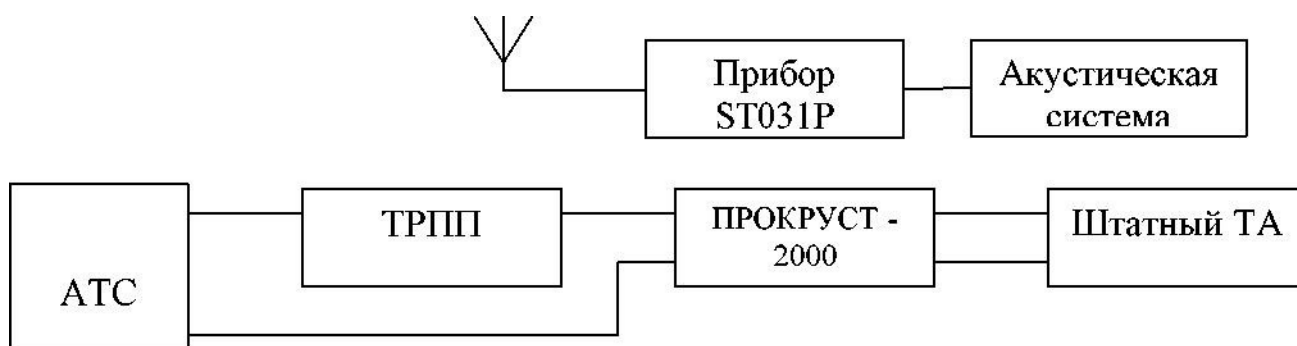 Прибор
ST031P
Акустическая
система
АТС
ТРПП
ПРОКРУСТ -
2000
Штатный ТА